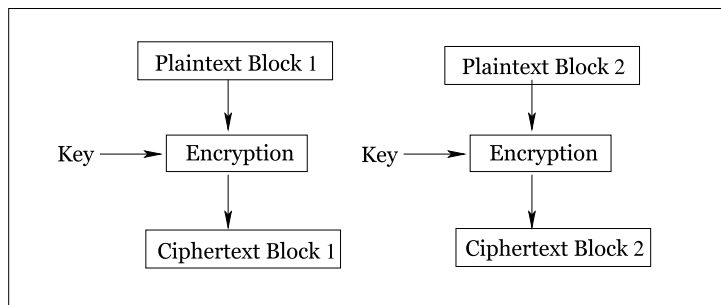 Plaintext Block 1
Key
Encryption
Ciphertext Block 1
Plaintext Block 2
Key
Encryption
Ciphertext Block 2